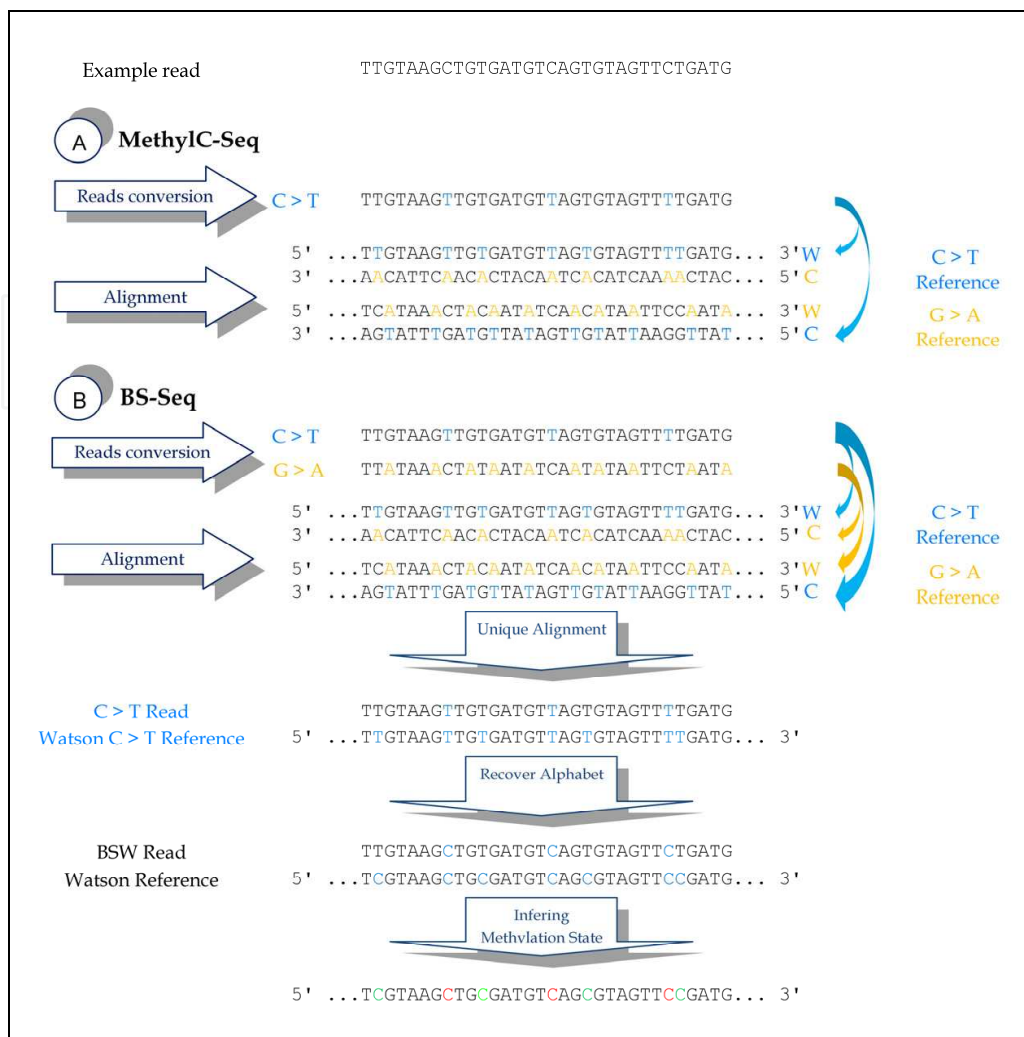 Example read TTGTAAGCTGTGATGTCAGTGTAGTTCTGATG
A MethylC-Seq
Reads conversion C > T TTGTAAGTTGTGATGTTAGTGTAGTTTTGATG
5' ...TTGTAAGTTGTGATGTTAGTGTAGTTTTGATG... 3'W
3' ...AACATTCAACACTACAATCACATCAAAACTAC... 5'C
C > T
Reference
Alignment
5' ...TCATAAACTACAATATCAACATAATTCCAATA... 3'W
3' ...AGTATTTGATGTTATAGTTGTATTAAGGTTAT... 5'C
G > A
Reference
B BS-Seq
Reads conversion
C > T TTGTAAGTTGTGATGTTAGTGTAGTTTTGATG
G > A TTATAAACTATAATATCAATATAATTCTAATA
5' ...TTGTAAGTTGTGATGTTAGTGTAGTTTTGATG... 3'W
3' ...AACATTCAACACTACAATCACATCAAAACTAC... 5'C
C > T
Reference
Alignment
5' ...TCATAAACTACAATATCAACATAATTCCAATA... 3'W
3' ...AGTATTTGATGTTATAGTTGTATTAAGGTTAT... 5'C
G > A
Reference
Unique Alignment
C > T Read TTGTAAGTTGTGATGTTAGTGTAGTTTTGATG
Watson C > T Reference 5' ...TTGTAAGTTGTGATGTTAGTGTAGTTTTGATG... 3'
Recover Alphabet
BSW Read TTGTAAGCTGTGATGTCAGTGTAGTTCTGATG
Watson Reference 5' ...TCGTAAGCTGCGATGTCAGCGTAGTTCCGATG... 3'
Infering
Methylation State
5' ...TCGTAAGCTGCGATGTCAGCGTAGTTCCGATG... 3'